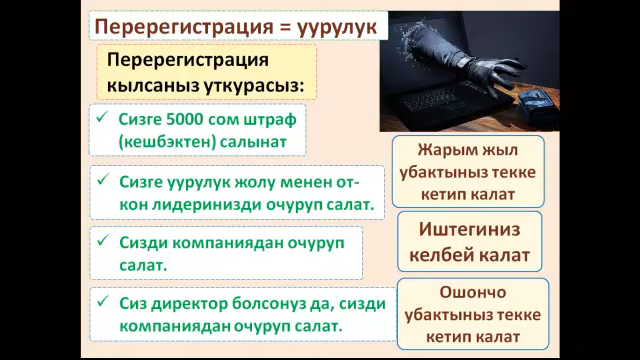 Перерегистрация = уурулук
Перерегистрация
кылсаныз уткурасыз:
Сизге 5000 сом штраф
(кешбэктен) салынат
Сизге уурулук жолу менен от-
кон лидеринизди очуруп салат.
Сизди компаниядан очуруп
салат.
Сиз директор болсонуз да, сизди
компаниядан очуруп салат.
Жарым жыл
убактыныз текке
кетип калат
Иштегиниз
келбей калат
Ошончо
убактыныз текке
кетип калат